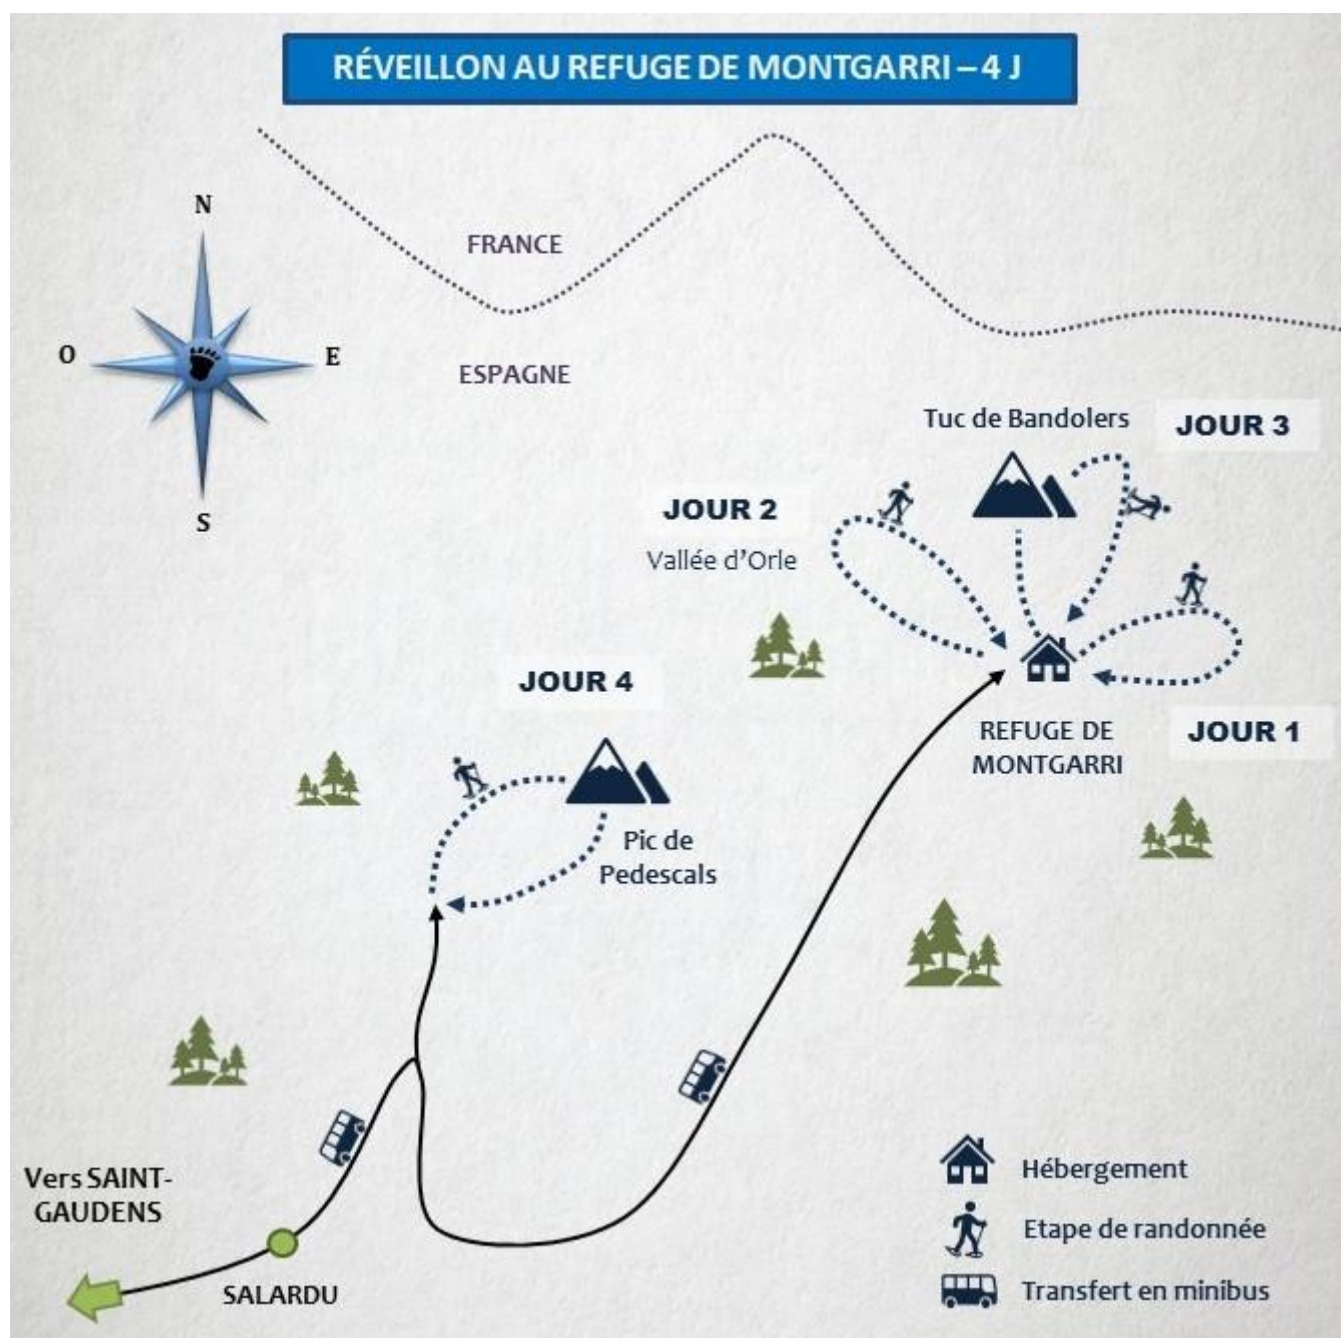 RÉVEILLON AU REFUGE DE MONTGARRI – 4 J
N
FRANCE
O
E
ESPAGNE
S
Tuc de Bandolers
JOUR 3
JOUR 2
Vallée d’Orle
JOUR 4
REFUGE DE
MONTGARRI
JOUR 1
Pic de
Pedescals
Vers SAINT-
GAUDENS
SALARDU
Hébergement
Etape de randonnée
Transfert en minibus